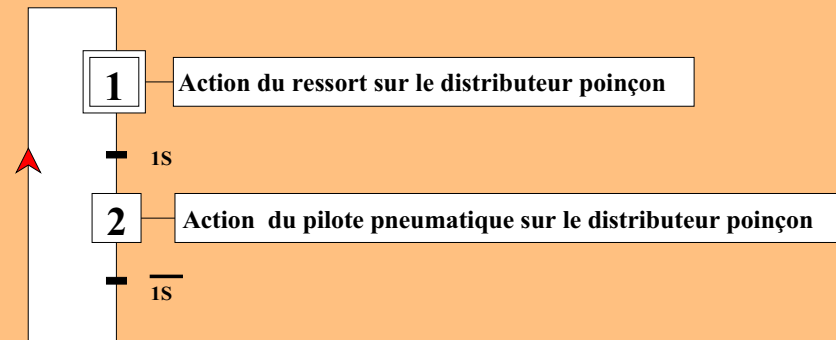 1 Action du ressort sur le distributeur poinçon
1S
2 Action du pilote pneumatique sur le distributeur poinçon
1S̅